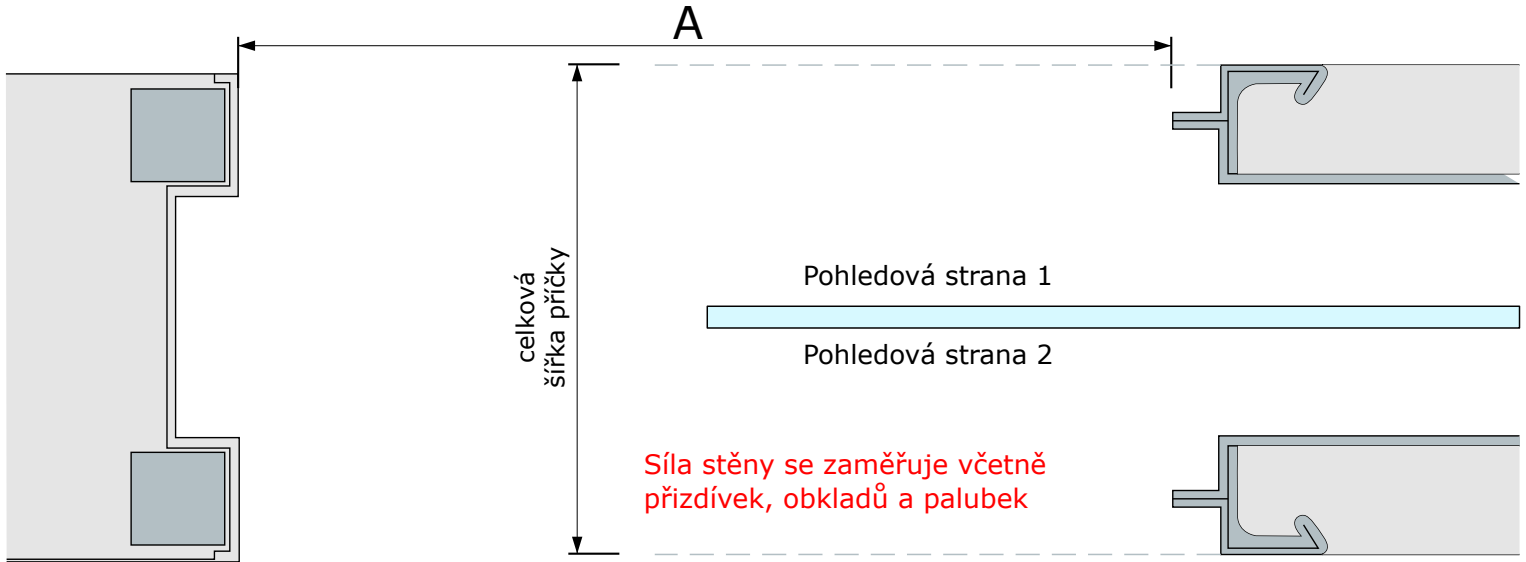 A
celková
šířka příčky
Pohledová strana 1
Pohledová strana 2
Síla stěny se zaměřuje včetně
přizdívek, obkladů a palubek